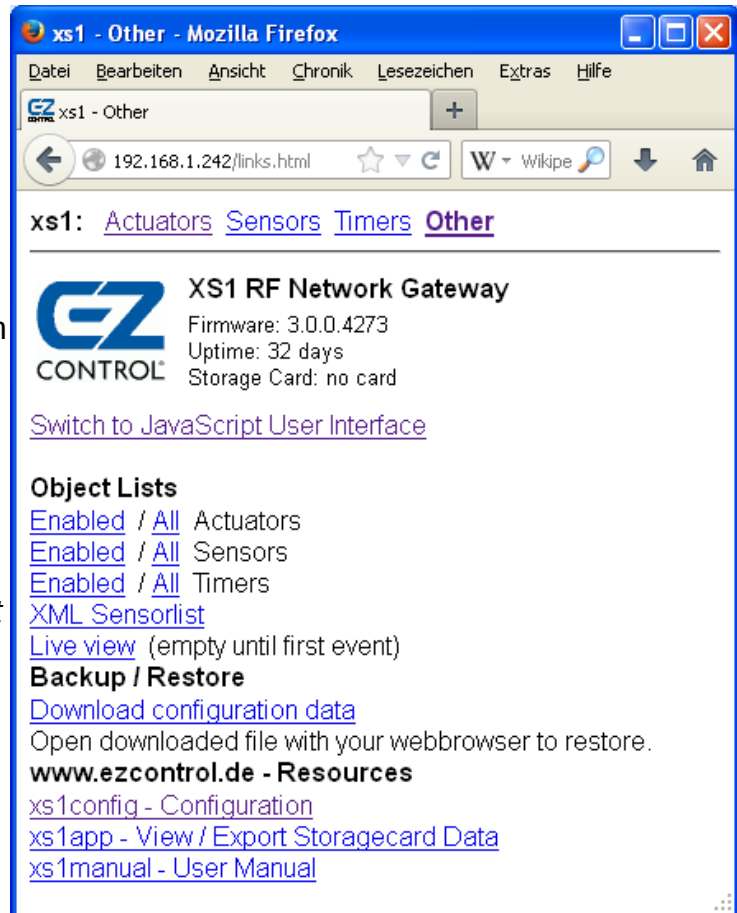 xs1 - Other - Mozilla Firefox
Datei Bearbeiten Ansicht Chronik Lesezeichen Extras Hilfe
EZ CONTROL xs1 - Other +
192.168.1.242/links.html W Wikipe
xs1: Actuators Sensors Timers Other
EZ CONTROL®
XS1 RF Network Gateway
Firmware: 3.0.0.4273
Uptime: 32 days
Storage Card: no card
Switch to JavaScript User Interface
Object Lists
Enabled / All Actuators
Enabled / All Sensors
Enabled / All Timers
XML Sensorlist
Live view (empty until first event)
Backup / Restore
Download configuration data
Open downloaded file with your webbrowser to restore.
www.ezcontrol.de - Resources
xs1config - Configuration
xs1app - View / Export Storagecard Data
xs1manual - User Manual